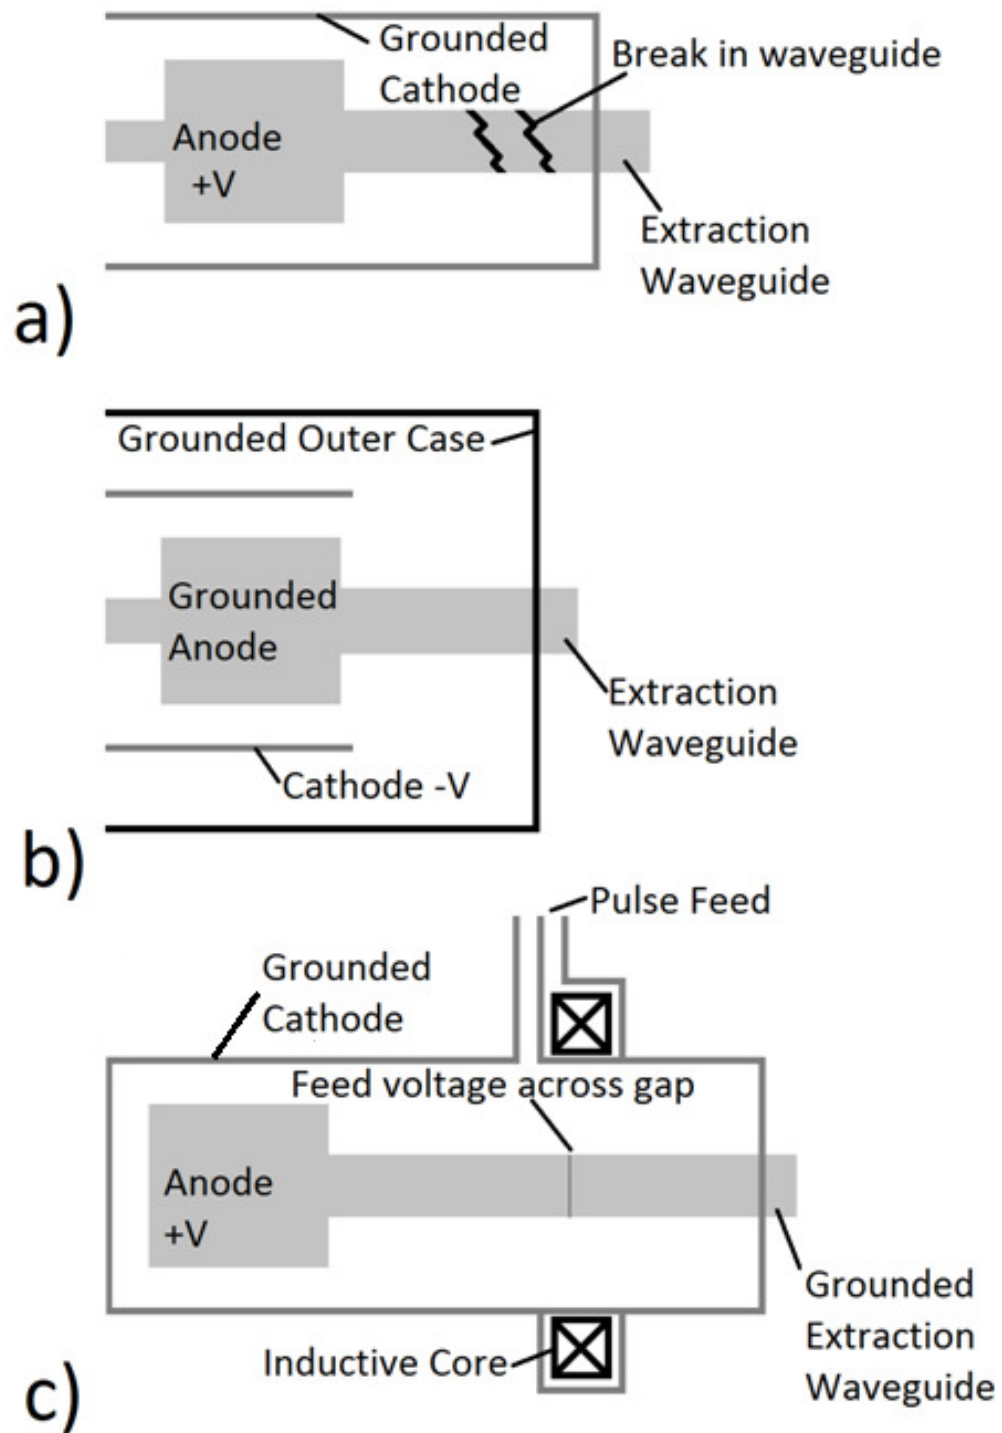 Grounded
Cathode
Break in waveguide
Anode
+V
Extraction
Waveguide
a)
Grounded Outer Case
Grounded
Anode
Extraction
Waveguide
Cathode -V
b)
Pulse Feed
Grounded
Cathode
Feed voltage across gap
Anode
+V
Grounded
Extraction
Waveguide
Inductive Core
c)